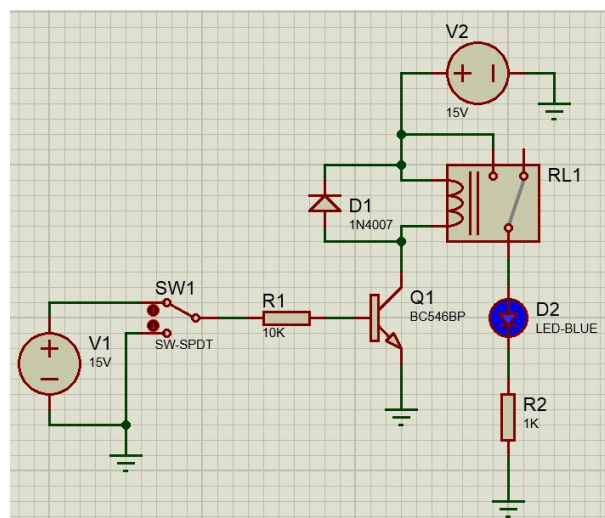 V2
+
−
15V
RL1
D1
1N4007
SW1
R1
Q1
BC546BP
D2
LED-BLUE
10K
SW-SPDT
V1
15V
+
−
R2
1K